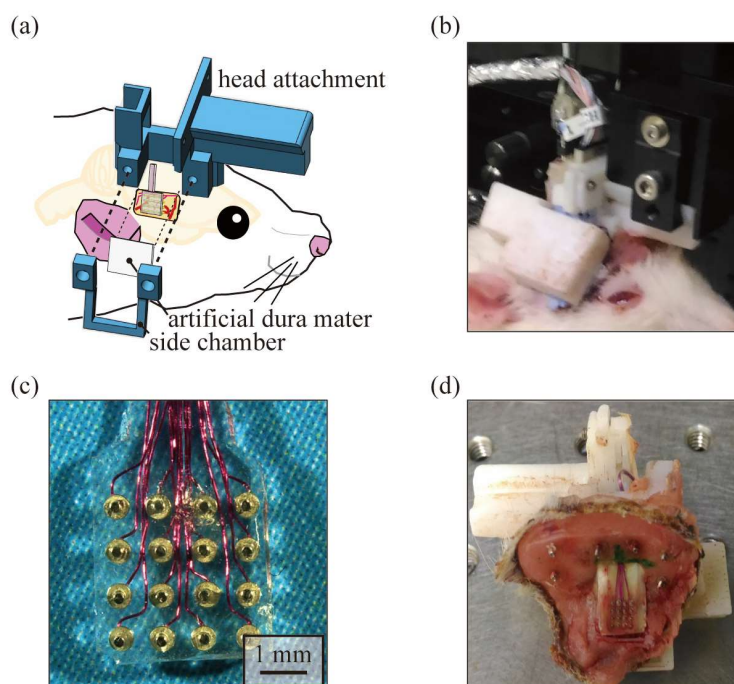 (a)
head attachment
artificial dura mater
side chamber
(b)
(c)
1 mm
(d)